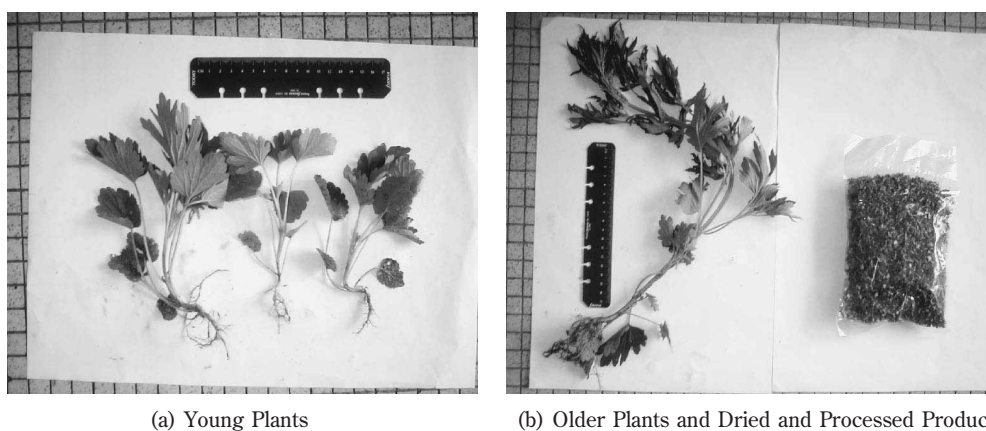 (a) Young Plants
(b) Older Plants and Dried and Processed Produc